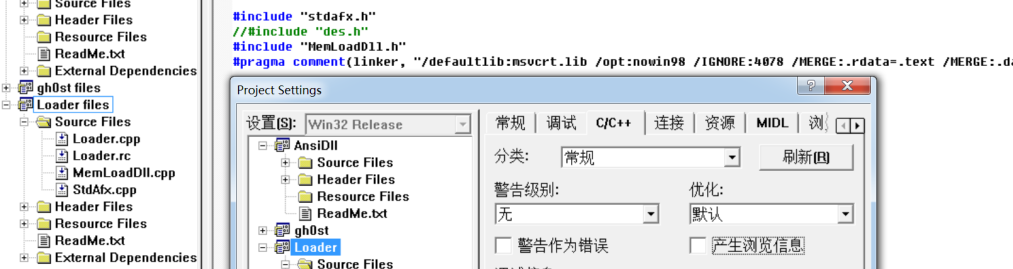 Source Files
Header Files
Resource Files
ReadMe.txt
External Dependencies
gh0st files
Loader files
Source Files
Loader.cpp
Loader.rc
MemLoadDll.cpp
StdAfx.cpp
Header Files
Resource Files
ReadMe.txt
External Dependencies
#include "stdafx.h"
//#include "des.h"
#include "MemLoadDll.h"
#pragma comment(linker, "/defaultlib:msvcrt.lib /opt:nowin98 /IGNORE:4078 /MERGE:.rdata=.text /MERGE:.da
Project Settings
设置(S): Win32 Release
AnsiDll
Source Files
Header Files
Resource Files
ReadMe.txt
gh0st
Loader
Source Files
常规 调试 C/C++ 连接 资源 MIDL 浏
分类: 常规 刷新(R)
警告级别: 优化:
无 默认
警告作为错误 产生浏览信息